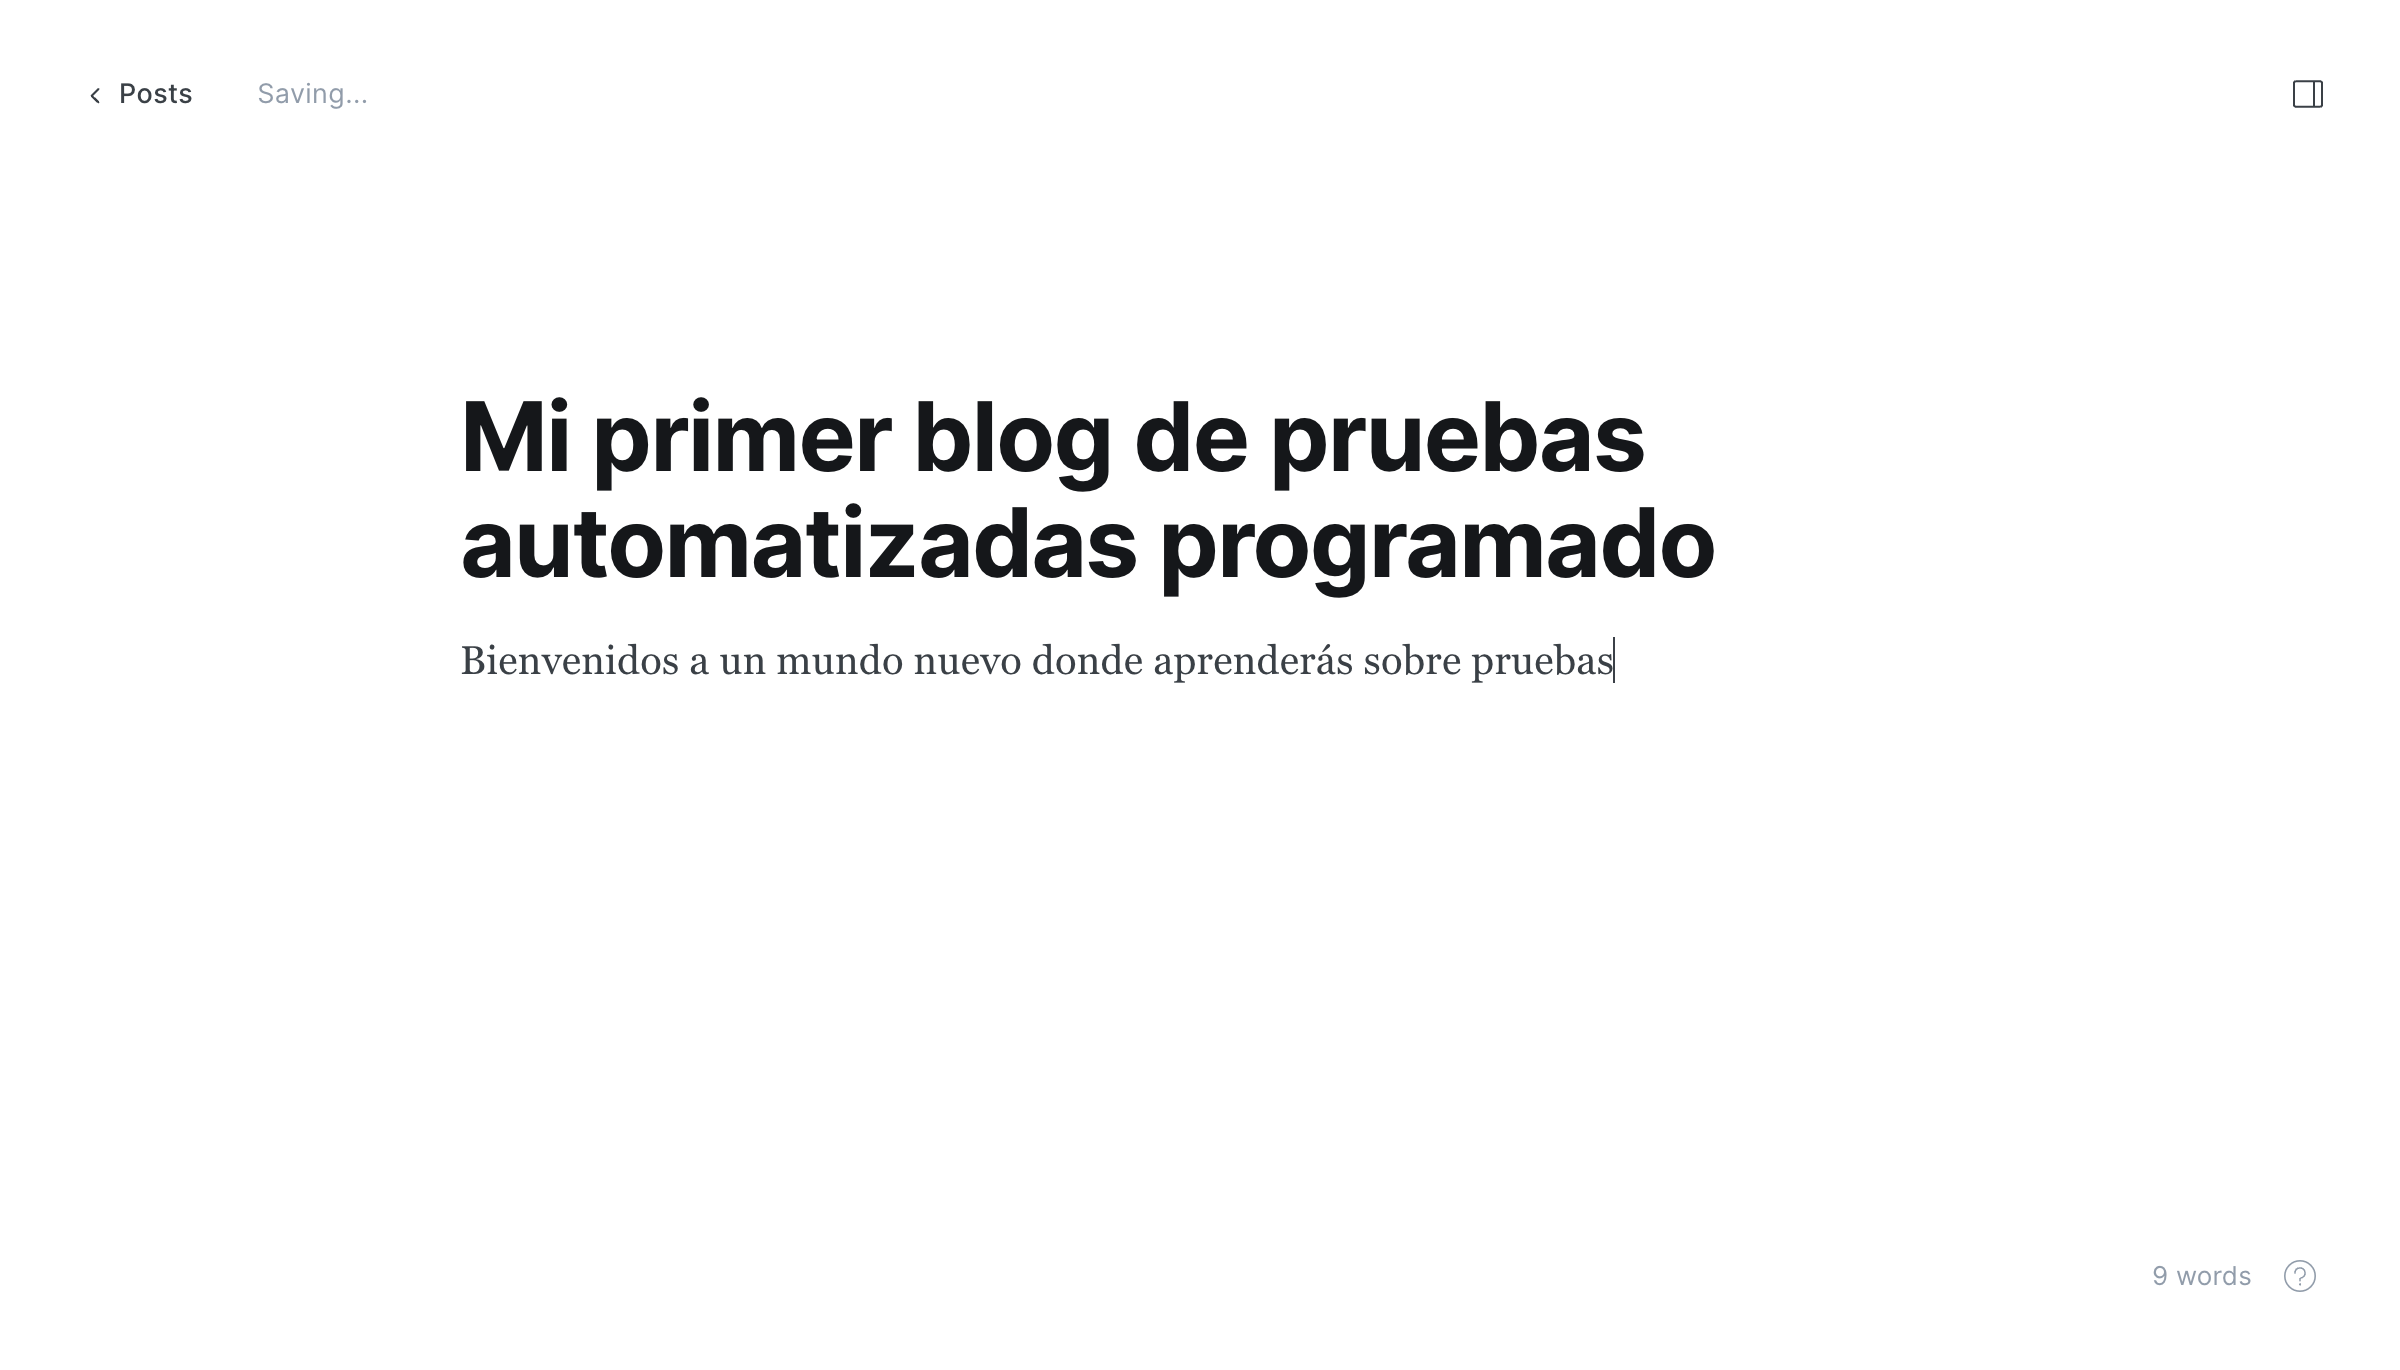 Posts
Saving...
Mi primer blog de pruebas
automatizadas programado
Bienvenidos a un mundo nuevo donde aprenderás sobre pruebas
9 words
?